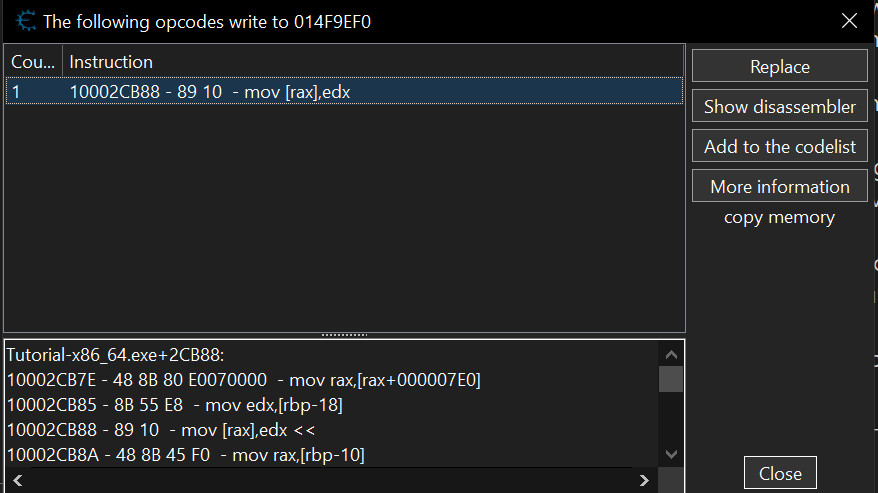 The following opcodes write to 014F9EF0
Cou... Instruction
1 10002CB88 - 89 10 - mov [rax],edx
Replace
Show disassembler
Add to the codelist
More information
copy memory
Tutorial-x86_64.exe+2CB88:
10002CB7E - 48 8B 80 E0070000 - mov rax,[rax+000007E0]
10002CB85 - 8B 55 E8 - mov edx,[rbp-18]
10002CB88 - 89 10 - mov [rax],edx <<
10002CB8A - 48 8B 45 F0 - mov rax,[rbp-10]
Close